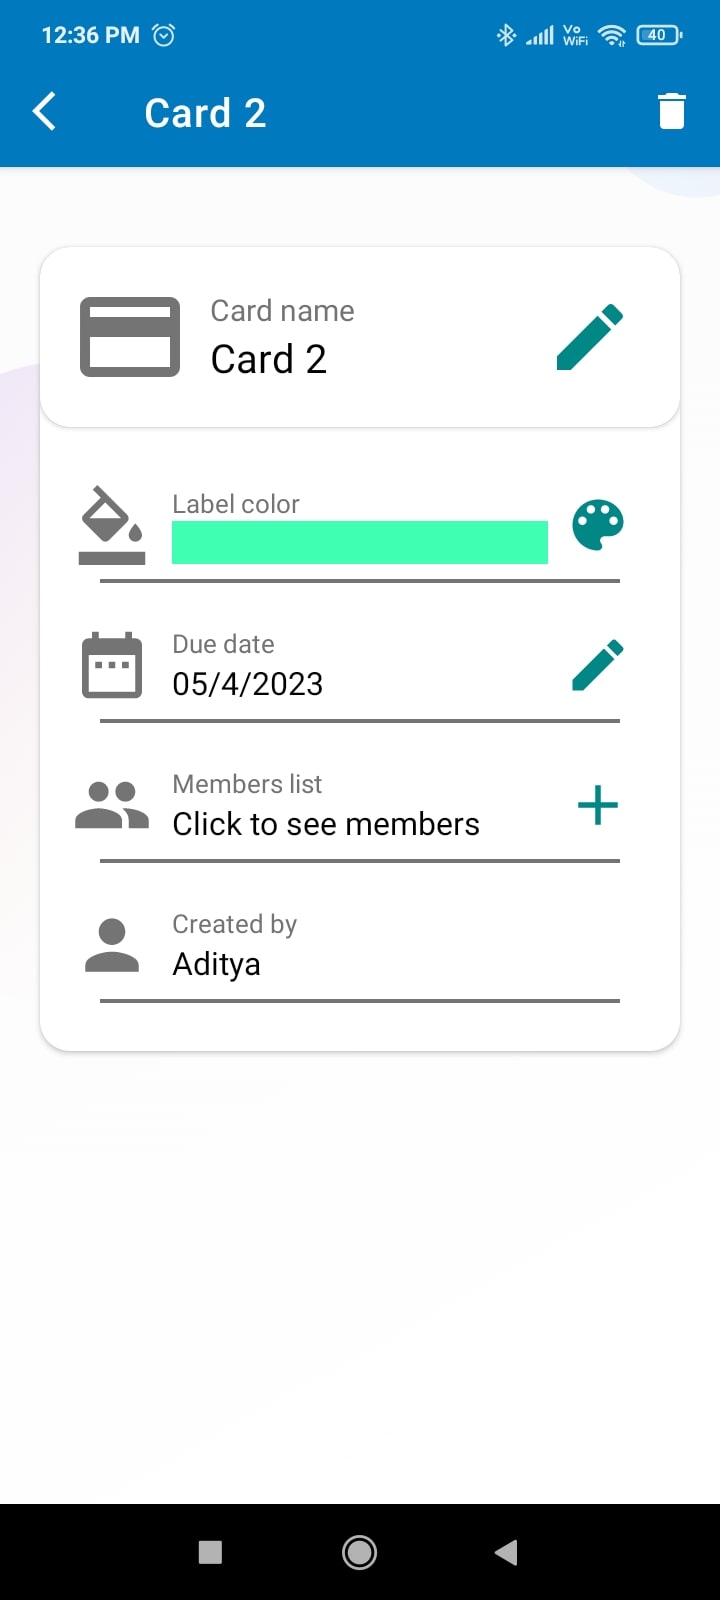 12:36 PM
Vo
WiFi
40
Card 2
Card name
Card 2
Label color
Due date
05/4/2023
Members list
Click to see members
Created by
Aditya